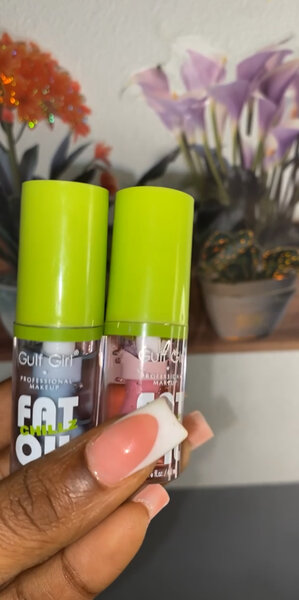 Gulf Girl
PROFESSIONAL
MAKEUP
FAT
CHILLZ
OIL
Gulf Girl
PROFESSIONAL
MAKEUP